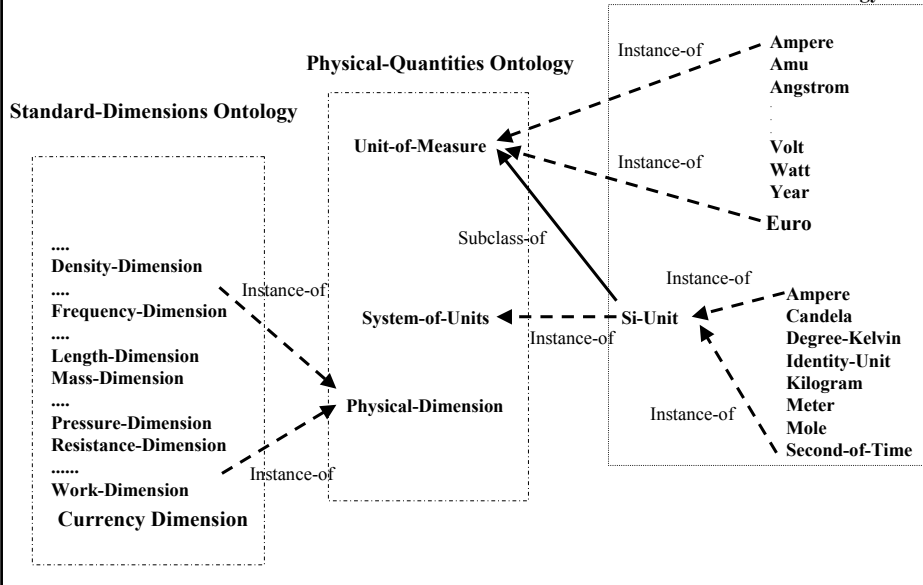 Physical-Quantities Ontology
Standard-Dimensions Ontology
....
Density-Dimension
....
Frequency-Dimension
....
Length-Dimension
Mass-Dimension
....
Pressure-Dimension
Resistance-Dimension
......
Work-Dimension
Currency Dimension
Instance-of
Instance-of
Unit-of-Measure
System-of-Units
Physical-Dimension
Instance-of
Instance-of
Subclass-of
Instance-of
Si-Unit
Ampere
Amu
Angstrom
.
.
.
Volt
Watt
Year
Euro
Instance-of
Instance-of
Ampere
Candela
Degree-Kelvin
Identity-Unit
Kilogram
Meter
Mole
Second-of-Time